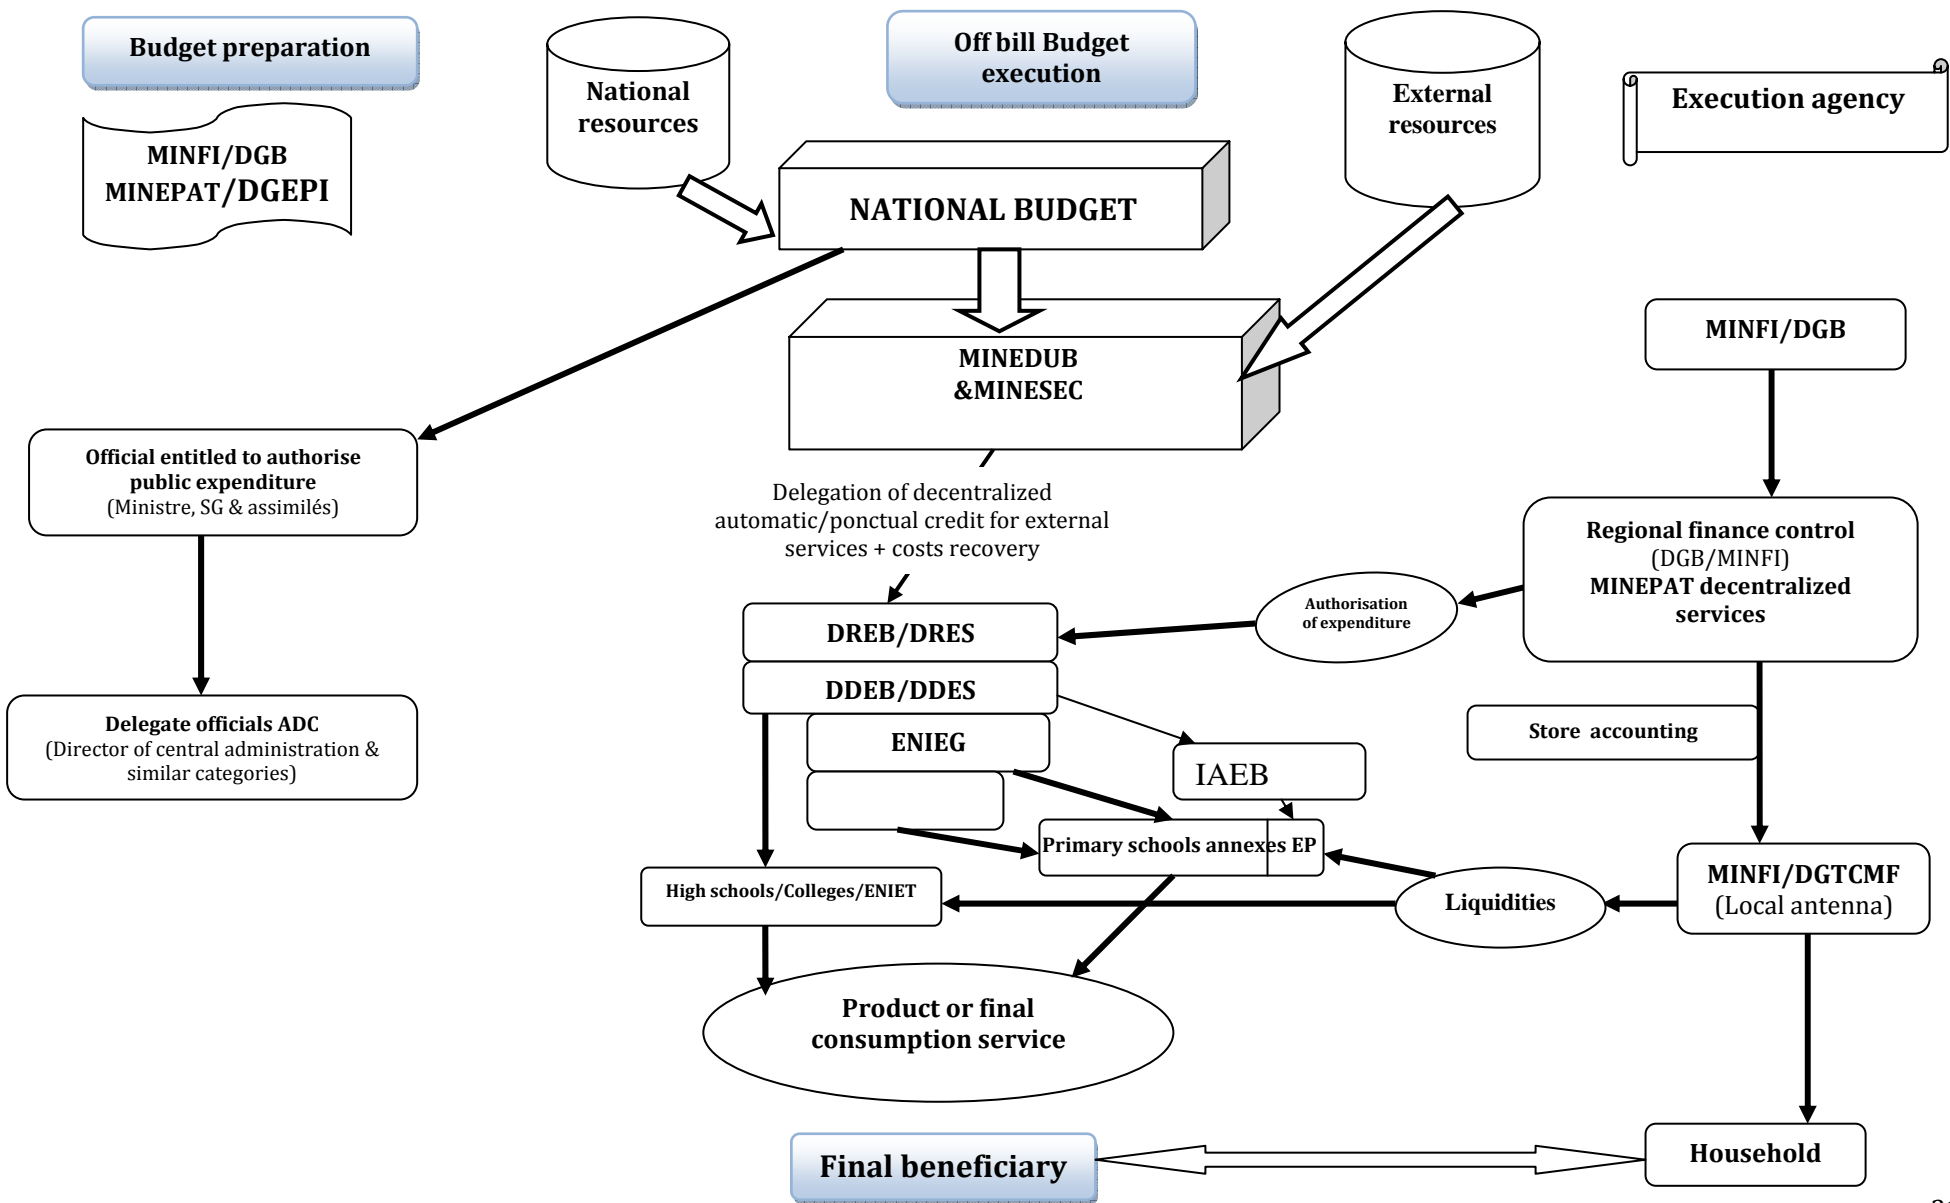 Budget preparation
MINFI/DGB
MINEPAT/DGEPI
National
resources
Off bill Budget
execution
External
resources
Execution agency
NATIONAL BUDGET
MINEDUB
&MINESEC
MINFI/DGB
Official entitled to authorise
public expenditure
(Ministre, SG & assimilés)
Delegation of decentralized
automatic/ponctual credit for external
services + costs recovery
Regional finance control
(DGB/MINFI)
MINEPAT decentralized
services
Authorisation
of expenditure
DREB/DRES
DDEB/DDES
Delegate officials ADC
(Director of central administration &
similar categories)
ENIEG
IAEB
Store accounting
Primary schools annexes EP
High schools/Colleges/ENIET
Liquidities
MINFI/DGTCMF
(Local antenna)
Product or final
consumption service
Final beneficiary
Household